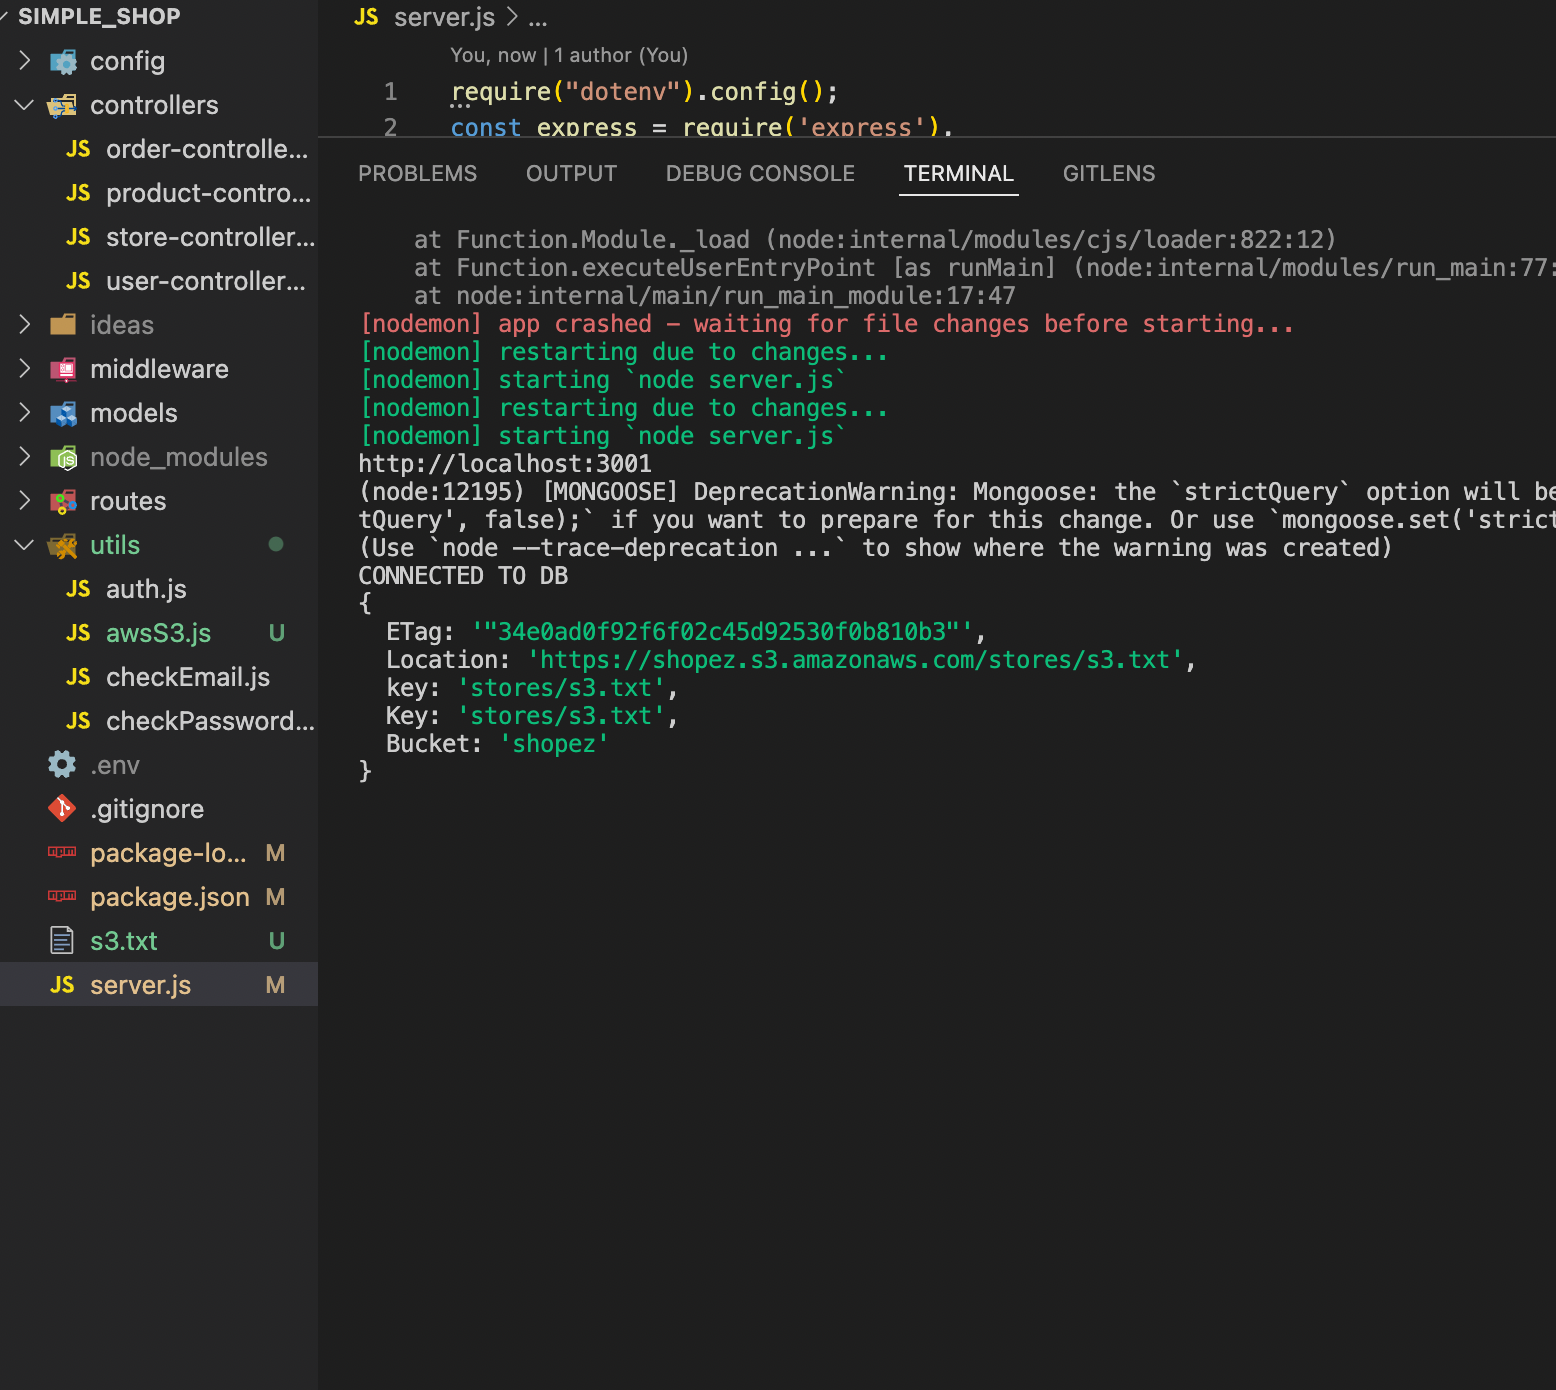 SIMPLE_SHOP
config
controllers
JS order-controlle...
JS product-contro...
JS store-controller...
JS user-controller...
ideas
middleware
models
node_modules
routes
utils
JS auth.js
JS awsS3.js U
JS checkEmail.js
JS checkPassword...
.env
.gitignore
package-lo... M
package.json M
s3.txt U
JS server.js M
JS server.js > ...
You, now | 1 author (You)
1 require("dotenv").config();
2 const express = require('express').
PROBLEMS OUTPUT DEBUG CONSOLE TERMINAL GITLENS
at Function.Module._load (node:internal/modules/cjs/loader:822:12)
at Function.executeUserEntryPoint [as runMain] (node:internal/modules/run_main:77:
at node:internal/main/run_main_module:17:47
[nodemon] app crashed - waiting for file changes before starting...
[nodemon] restarting due to changes...
[nodemon] starting `node server.js`
[nodemon] restarting due to changes...
[nodemon] starting `node server.js`
http://localhost:3001
(node:12195) [MONGOOSE] DeprecationWarning: Mongoose: the `strictQuery` option will be
tQuery', false);` if you want to prepare for this change. Or use `mongoose.set('strict
(Use `node --trace-deprecation ...` to show where the warning was created)
CONNECTED TO DB
{
ETag: '"34e0ad0f92f6f02c45d92530f0b810b3"',
Location: 'https://shopez.s3.amazonaws.com/stores/s3.txt',
key: 'stores/s3.txt',
Key: 'stores/s3.txt',
Bucket: 'shopez'
}